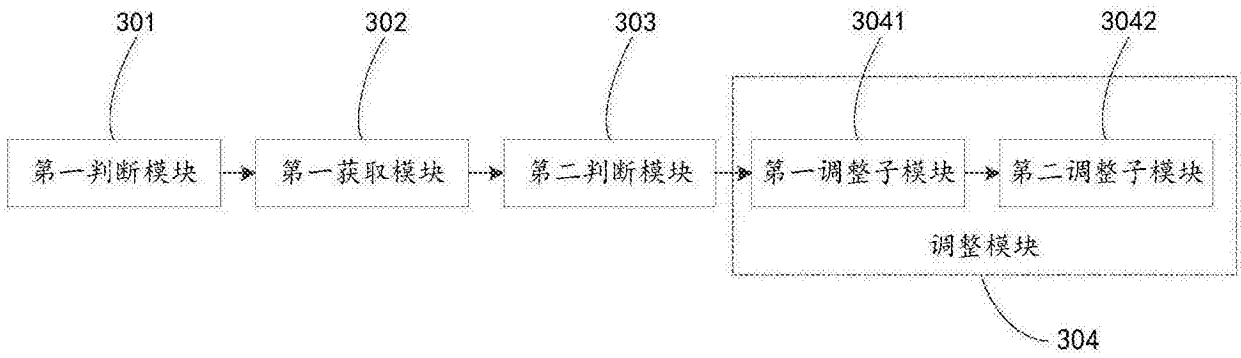 301 302 303 3041 3042
第一判断模块 第一获取模块 第二判断模块 第一调整子模块 第二调整子模块
调整模块
304